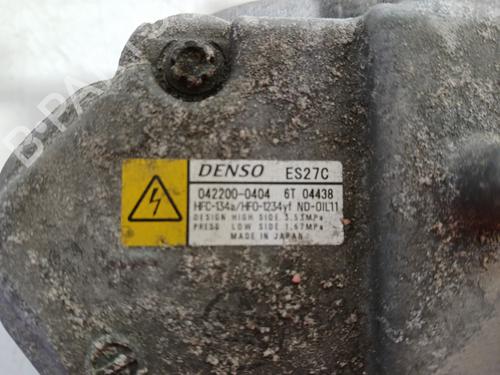 B-PARTS
DENSO ES27C
042200-0404 6T 04438
HFC-134a/HFO-1234yf ND-OIL11
DESIGN HIGH SIDE 3.53MPa
PRESS LOW SIDE 1.67MPa
MADE IN JAPAN